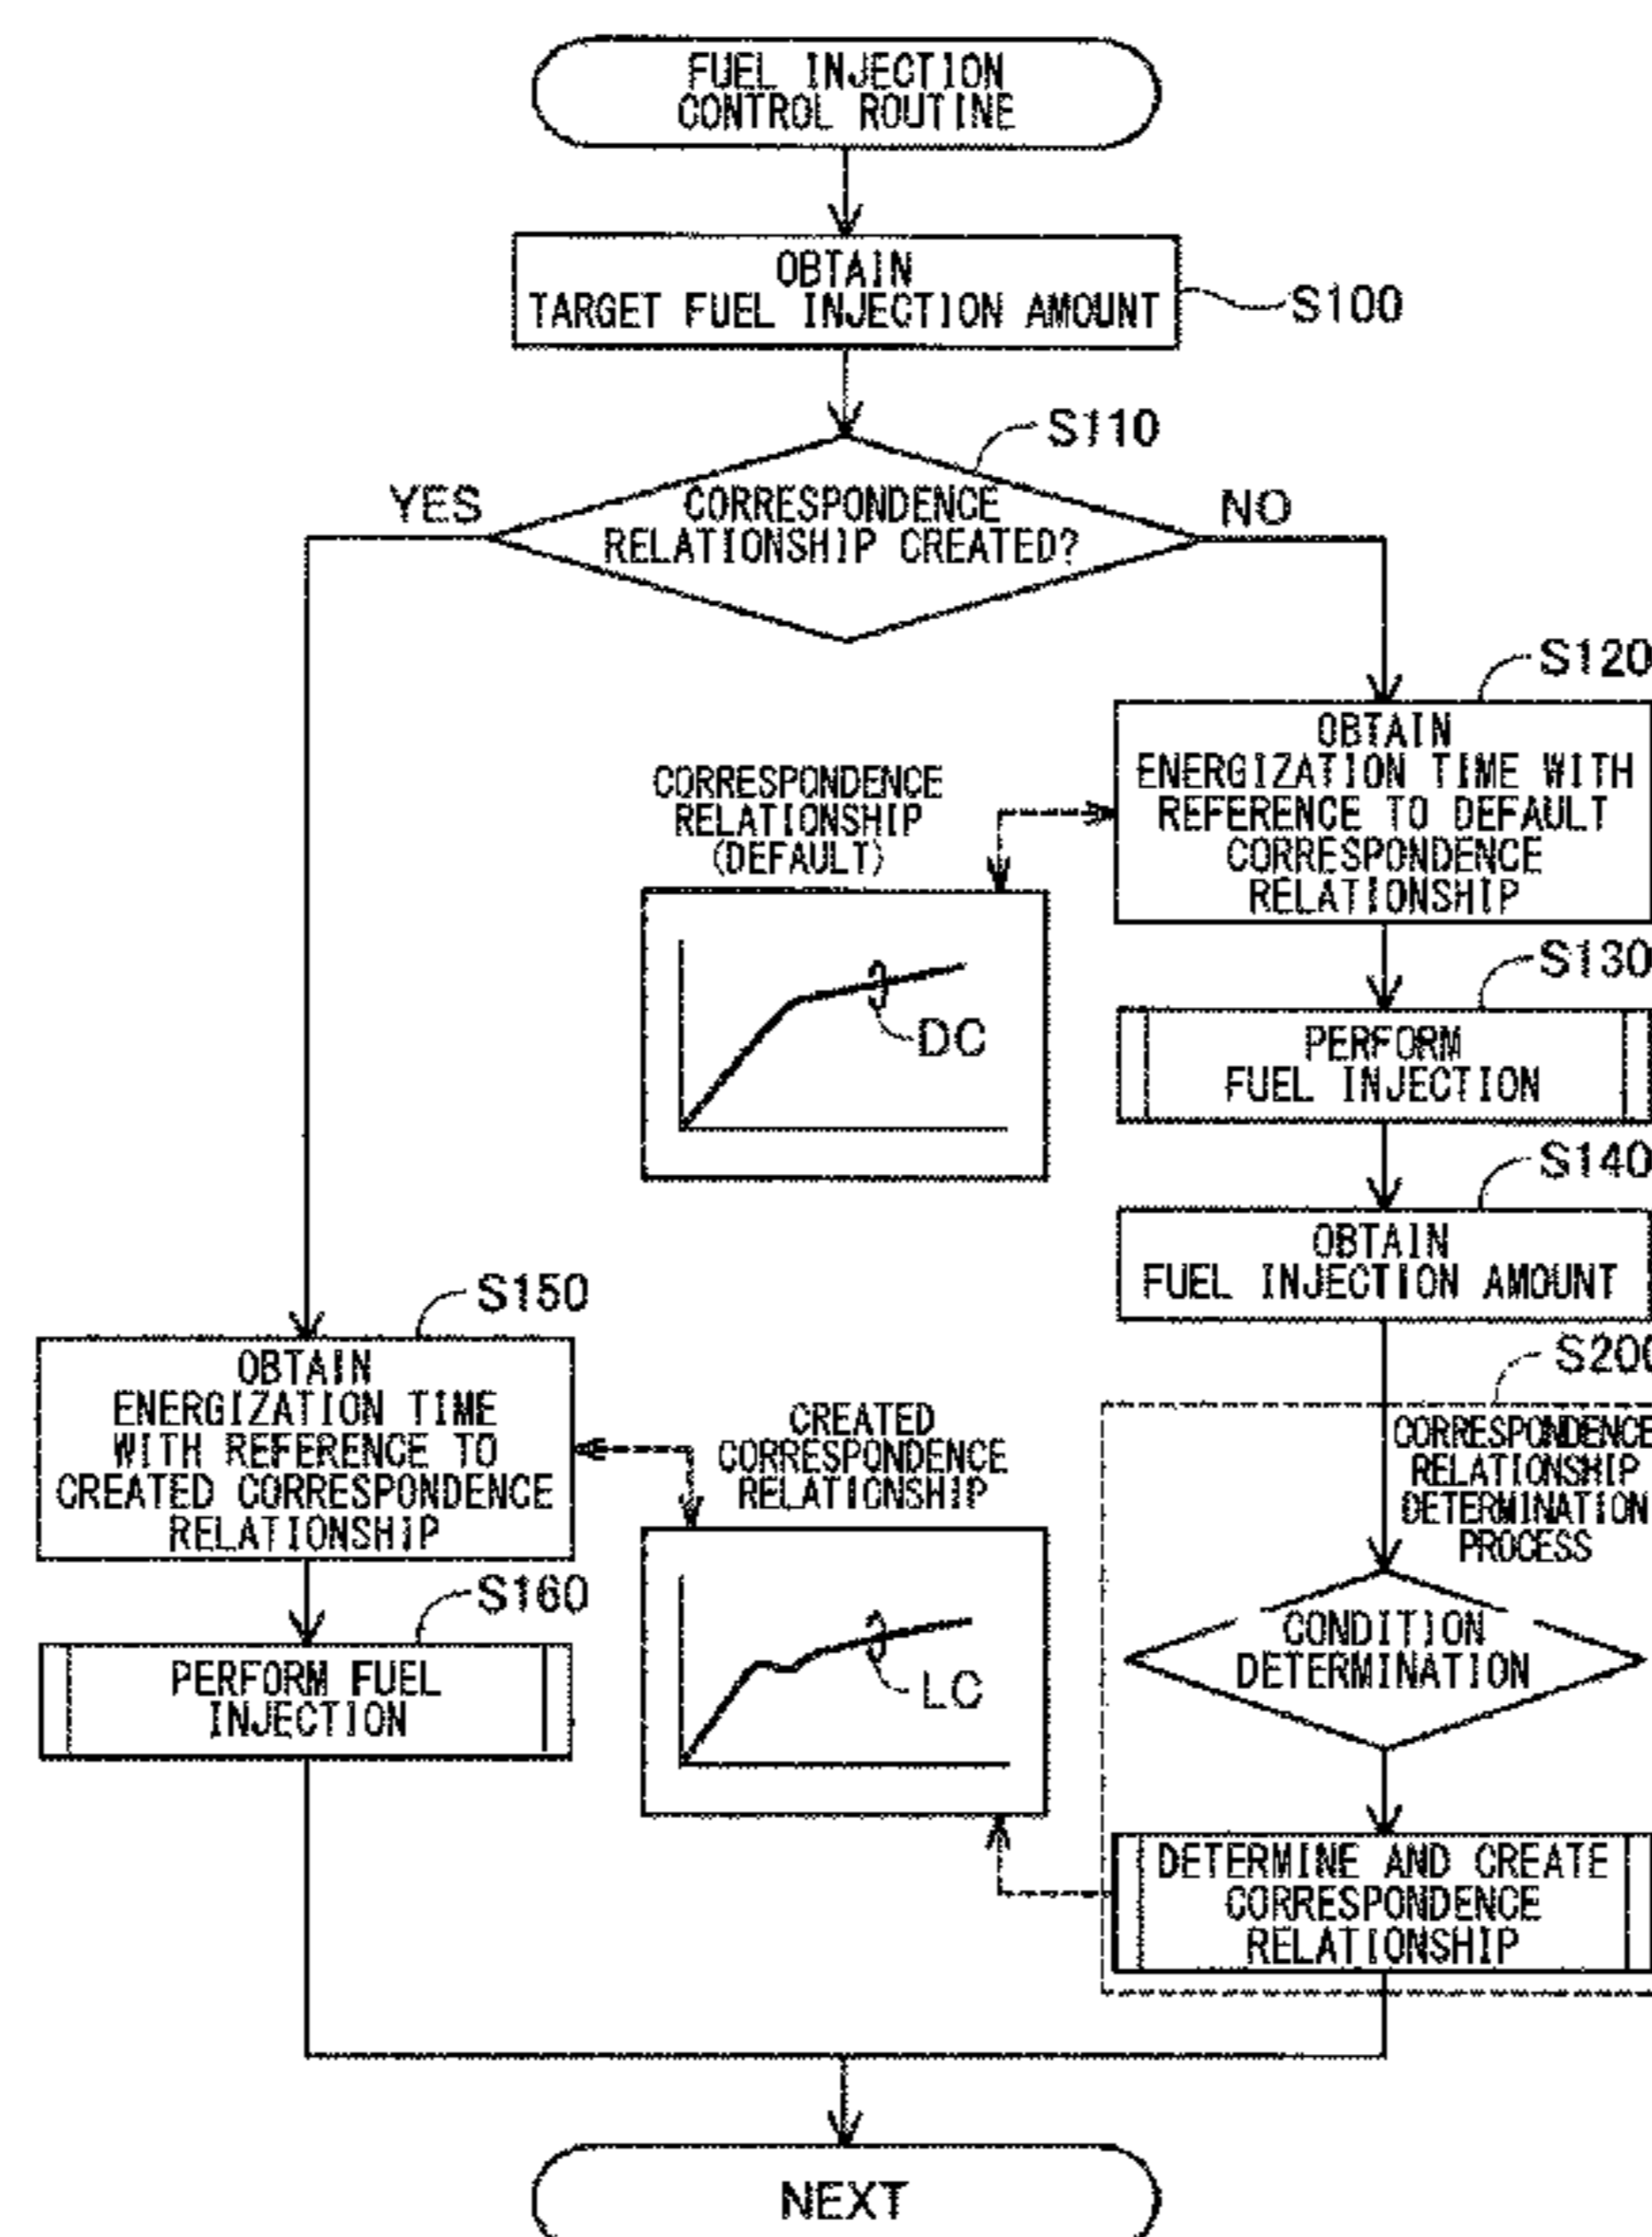 FUEL INJECTION
CONTROL ROUTINE
OBTAIN
TARGET FUEL INJECTION AMOUNT
S100
S110
YES
CORRESPONDENCE
RELATIONSHIP CREATED?
NO
S120
OBTAIN
ENERGIZATION TIME WITH
REFERENCE TO DEFAULT
CORRESPONDENCE
RELATIONSHIP
CORRESPONDENCE
RELATIONSHIP
(DEFAULT)
DC
S130
PERFORM
FUEL INJECTION
S140
OBTAIN
FUEL INJECTION AMOUNT
S150
OBTAIN
ENERGIZATION TIME
WITH REFERENCE TO
CREATED CORRESPONDENCE
RELATIONSHIP
CREATED
CORRESPONDENCE
RELATIONSHIP
LC
S160
PERFORM FUEL
INJECTION
S200
CORRESPONDENCE
RELATIONSHIP
DETERMINATION
PROCESS
CONDITION
DETERMINATION
DETERMINE AND CREATE
CORRESPONDENCE
RELATIONSHIP
NEXT